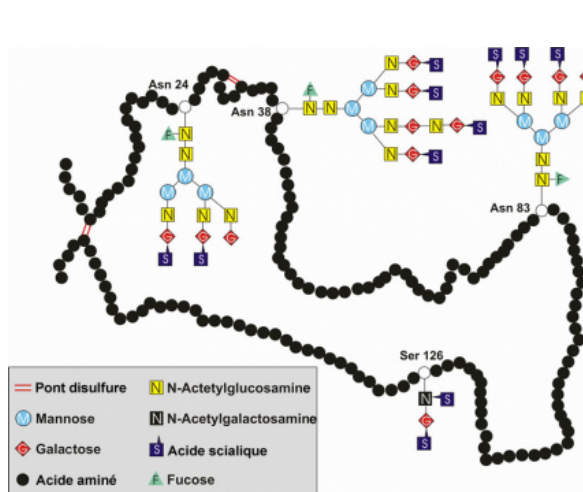 Asn 24
Asn 38
Asn 83
Ser 126
F N N M M M N G S N G S N G
F N N M M M N G S N G S N G N G S N G S
S S S G G G N N N M M M N N F
N S G S
Pont disulfure
N N-Actetylglucosamine
M Mannose
N N-Acetylgalactosamine
G Galactose
S Acide scialique
Acide aminé
F Fucose